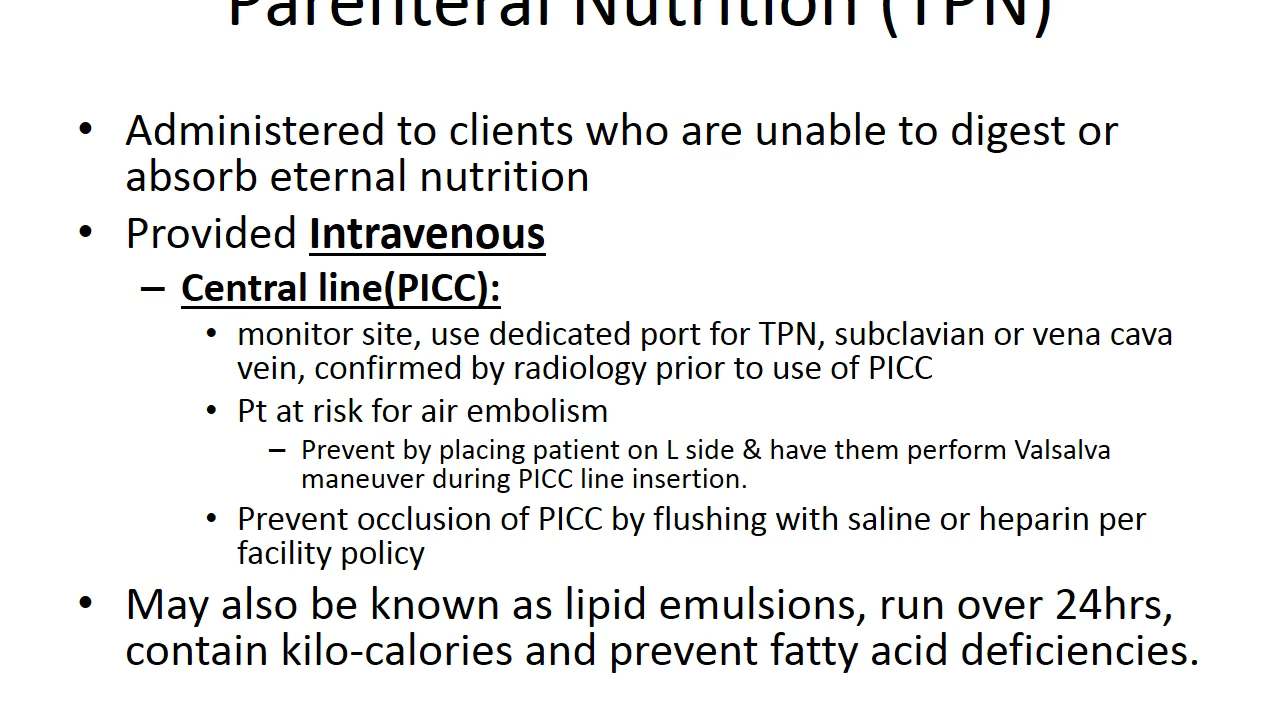 Parenteral Nutrition (TPN)
• Administered to clients who are unable to digest or
absorb eternal nutrition
• Provided Intravenous
– Central line(PICC):
• monitor site, use dedicated port for TPN, subclavian or vena cava
vein, confirmed by radiology prior to use of PICC
• Pt at risk for air embolism
– Prevent by placing patient on L side & have them perform Valsalva
maneuver during PICC line insertion.
• Prevent occlusion of PICC by flushing with saline or heparin per
facility policy
• May also be known as lipid emulsions, run over 24hrs,
contain kilo-calories and prevent fatty acid deficiencies.